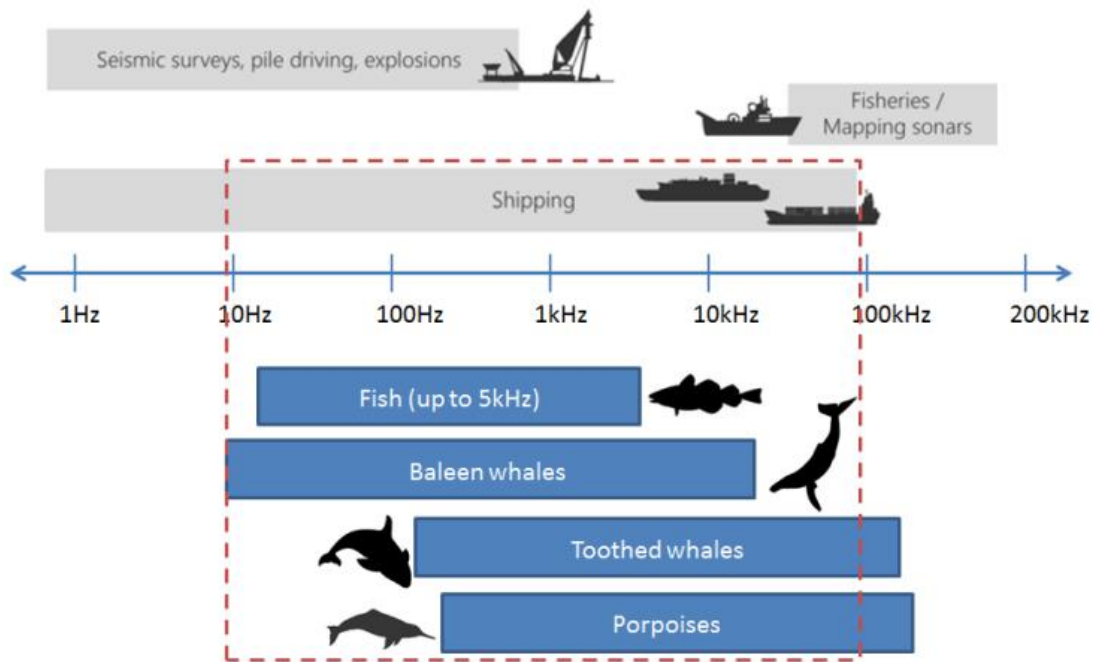 Seismic surveys, pile driving, explosions
Fisheries /
Mapping sonars
Shipping
1Hz
10Hz
100Hz
1kHz
10kHz
100kHz
200kHz
Fish (up to 5kHz)
Baleen whales
Toothed whales
Porpoises